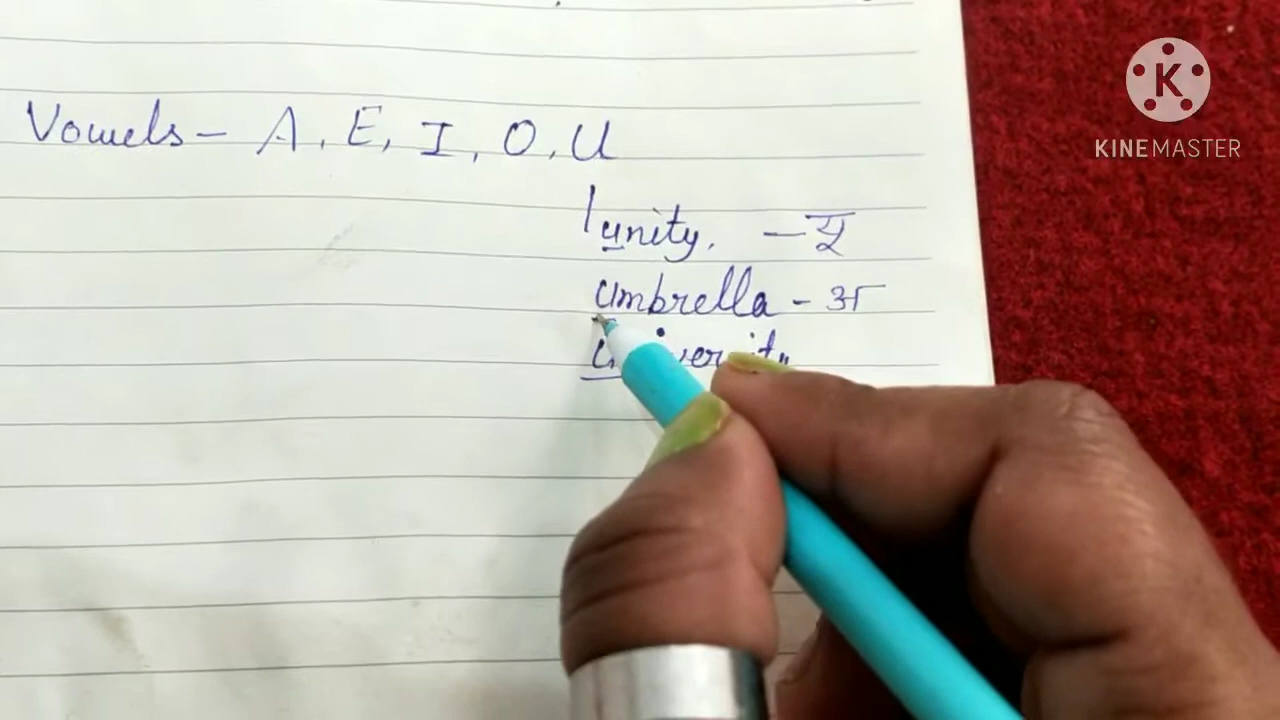 Vowels - A, E, I, O, U
unity. - यू
umbrella - अ
K
KINEMASTER